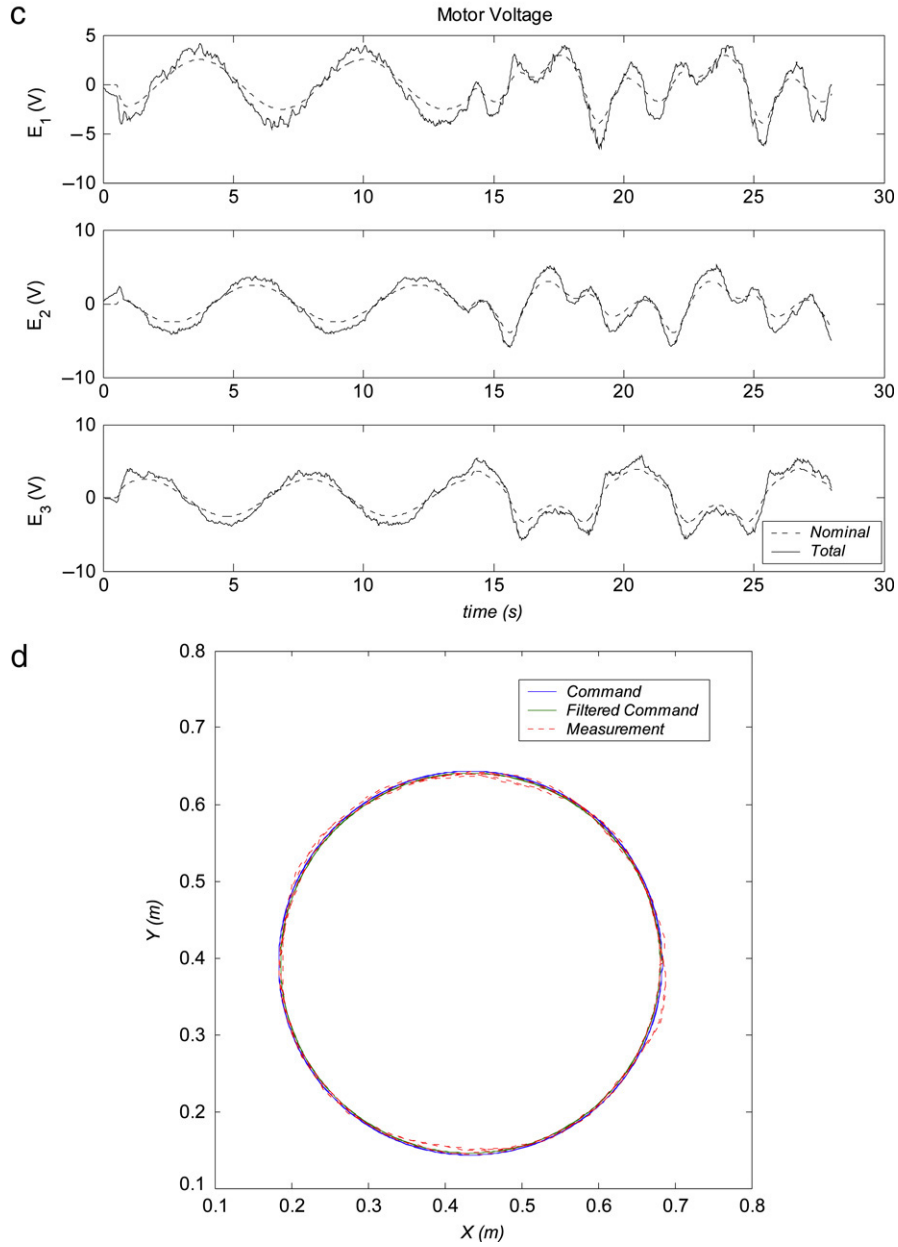 c
Motor Voltage
5
0
–5
–10
E1 (V)
0 5 10 15 20 25 30
10
0
–10
E2 (V)
0 5 10 15 20 25 30
10
0
–10
E3 (V)
Nominal
Total
0 5 10 15 20 25 30
time (s)
d
0.8
0.7
0.6
0.5
0.4
0.3
0.2
0.1
Y (m)
Command
Filtered Command
Measurement
0.1 0.2 0.3 0.4 0.5 0.6 0.7 0.8
X (m)